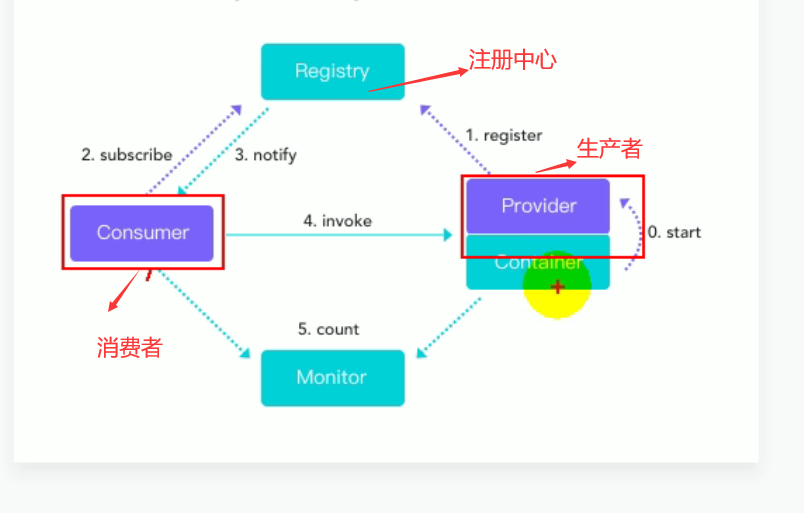 Registry
注册中心
1. register
2. subscribe
3. notify
生产者
Provider
Consumer
4. invoke
0. start
Container
消费者
5. count
Monitor